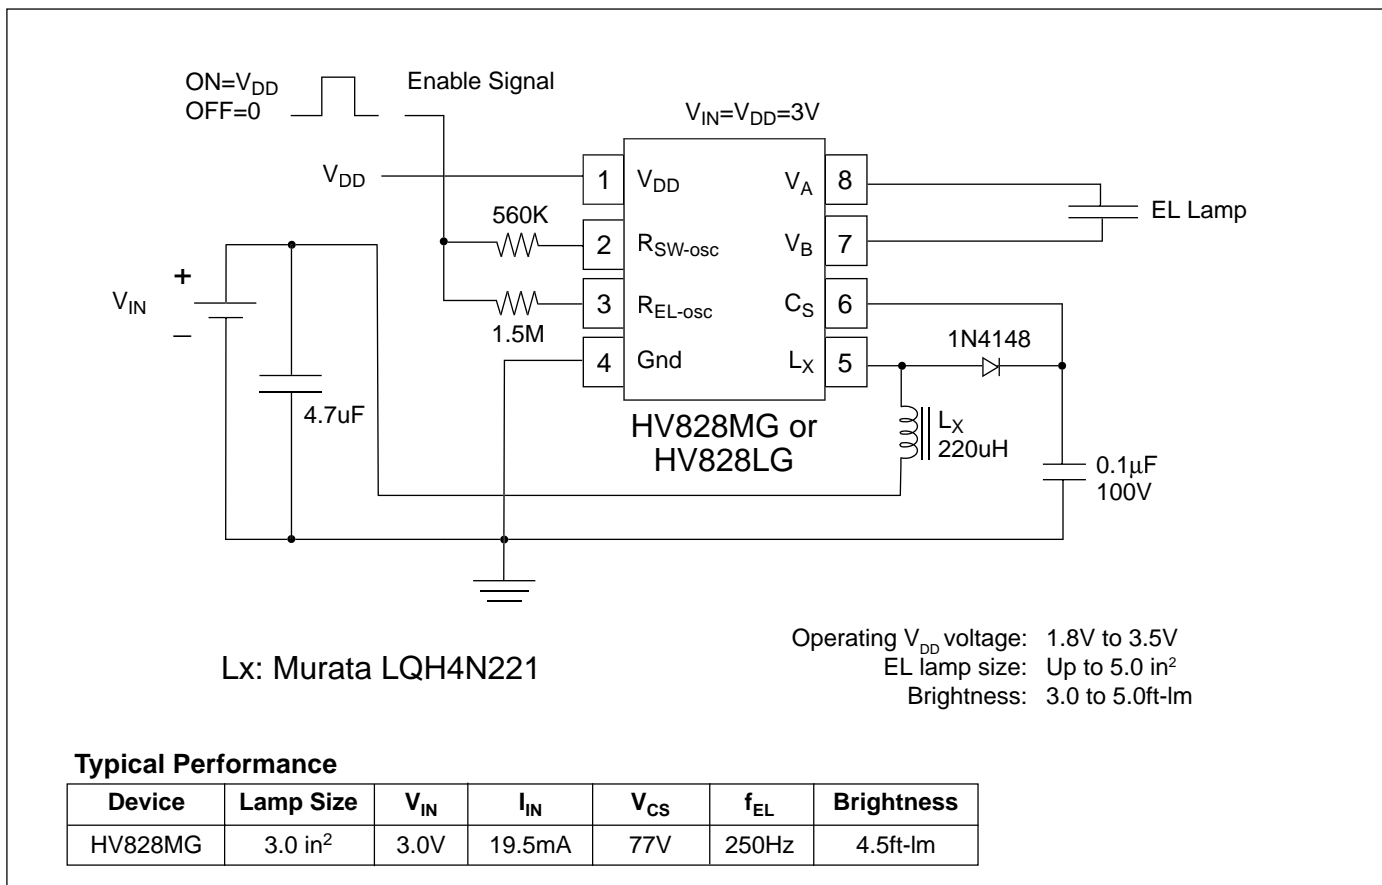 ON=VDD
OFF=0
Enable Signal
VIN=VDD=3V
VDD
1 VDD
VA 8
EL Lamp
560K
2 RSW-osc
VB 7
+
VIN
–
3 REL-osc
CS 6
1.5M
1N4148
4 Gnd
LX 5
4.7uF
HV828MG or
HV828LG
LX
220uH
0.1μF
100V
Lx: Murata LQH4N221
Operating VDD voltage: 1.8V to 3.5V
EL lamp size: Up to 5.0 in²
Brightness: 3.0 to 5.0ft-lm
Typical Performance
Device Lamp Size VIN IIN VCS fEL Brightness
HV828MG 3.0 in² 3.0V 19.5mA 77V 250Hz 4.5ft-lm